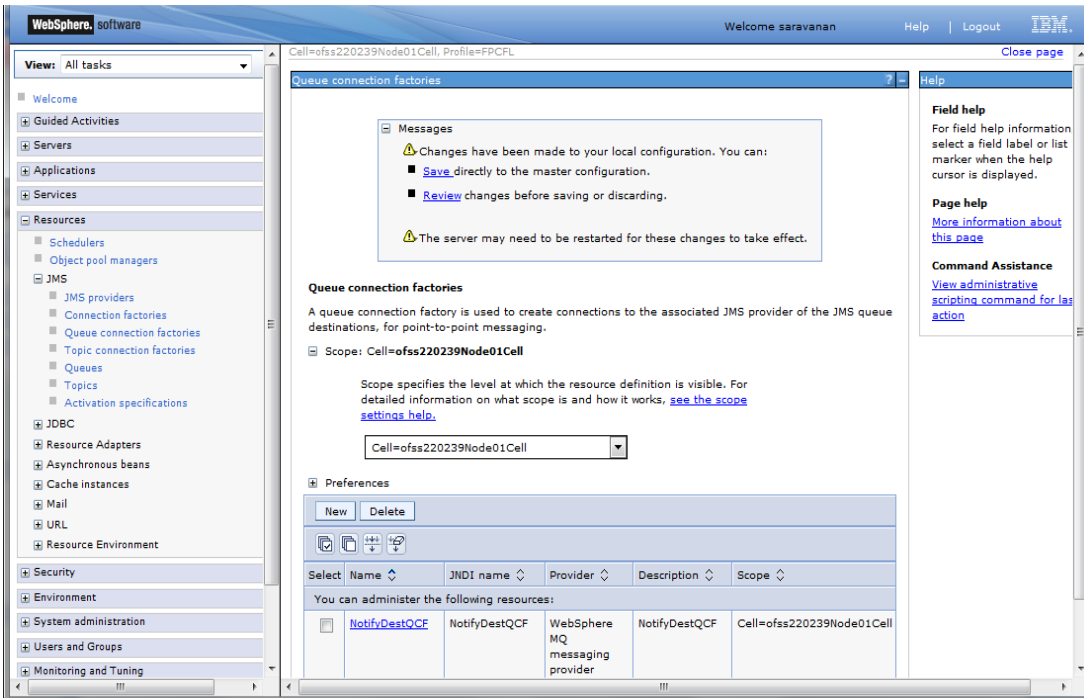 WebSphere. software
Welcome saravanan
Help | Logout
IBM.
View: All tasks
Welcome
Guided Activities
Servers
Applications
Services
Resources
Schedulers
Object pool managers
JMS
JMS providers
Connection factories
Queue connection factories
Topic connection factories
Queues
Topics
Activation specifications
JDBC
Resource Adapters
Asynchronous beans
Cache instances
Mail
URL
Resource Environment
Security
Environment
System administration
Users and Groups
Monitoring and Tuning
Cell=ofss220239Node01Cell, Profile=FPCFL
Close page
Queue connection factories
? -
Messages
Changes have been made to your local configuration. You can:
Save directly to the master configuration.
Review changes before saving or discarding.
The server may need to be restarted for these changes to take effect.
Queue connection factories
A queue connection factory is used to create connections to the associated JMS provider of the JMS queue
destinations, for point-to-point messaging.
Scope: Cell=ofss220239Node01Cell
Scope specifies the level at which the resource definition is visible. For
detailed information on what scope is and how it works, see the scope
settings help.
Cell=ofss220239Node01Cell
Preferences
New Delete
Select Name JNDI name Provider Description Scope
You can administer the following resources:
NotifyDestQCF NotifyDestQCF WebSphere NotifyDestQCF Cell=ofss220239Node01Cell
MQ
messaging
provider
Help
Field help
For field help information
select a field label or list
marker when the help
cursor is displayed.
Page help
More information about
this page
Command Assistance
View administrative
scripting command for las
action